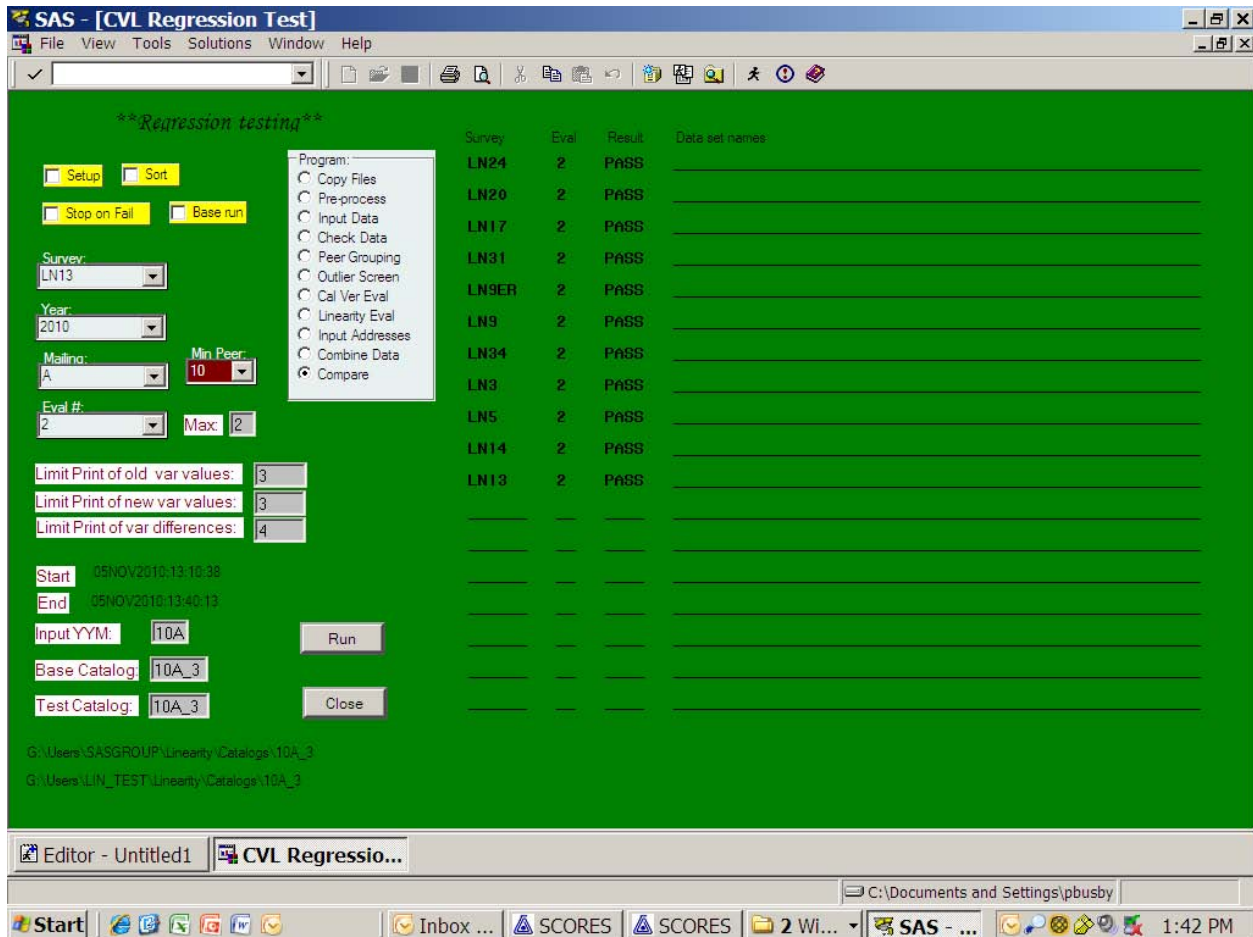 SAS - [CVL Regression Test]
File View Tools Solutions Window Help
**Regression testing**
Setup
Sort
Stop on Fail
Base run
Survey:
LN13
Year:
2010
Mailing:
A
Min Peer:
10
Eval #:
2
Max: 2
Program:
Copy Files
Pre-process
Input Data
Check Data
Peer Grouping
Outlier Screen
Cal Ver Eval
Linearity Eval
Input Addresses
Combine Data
Compare
Limit Print of old var values: 3
Limit Print of new var values: 3
Limit Print of var differences: 4
Start 05NOV2010:13:10:38
End 05NOV2010:13:40:13
Input YYM: 10A
Run
Base Catalog: 10A_3
Test Catalog: 10A_3
Close
G:\Users\SASGROUP\Linearity\Catalogs\10A_3
G:\Users\LIN_TEST\Linearity\Catalogs\10A_3
Survey Eval Result Data set names
LN24 2 PASS
LN20 2 PASS
LN17 2 PASS
LN31 2 PASS
LN9ER 2 PASS
LN9 2 PASS
LN34 2 PASS
LN3 2 PASS
LN5 2 PASS
LN14 2 PASS
LN13 2 PASS
Editor - Untitled1
CVL Regressio...
C:\Documents and Settings\pbusby
Start
Inbox ...
SCORES
SCORES
2 Wi...
SAS - ...
1:42 PM